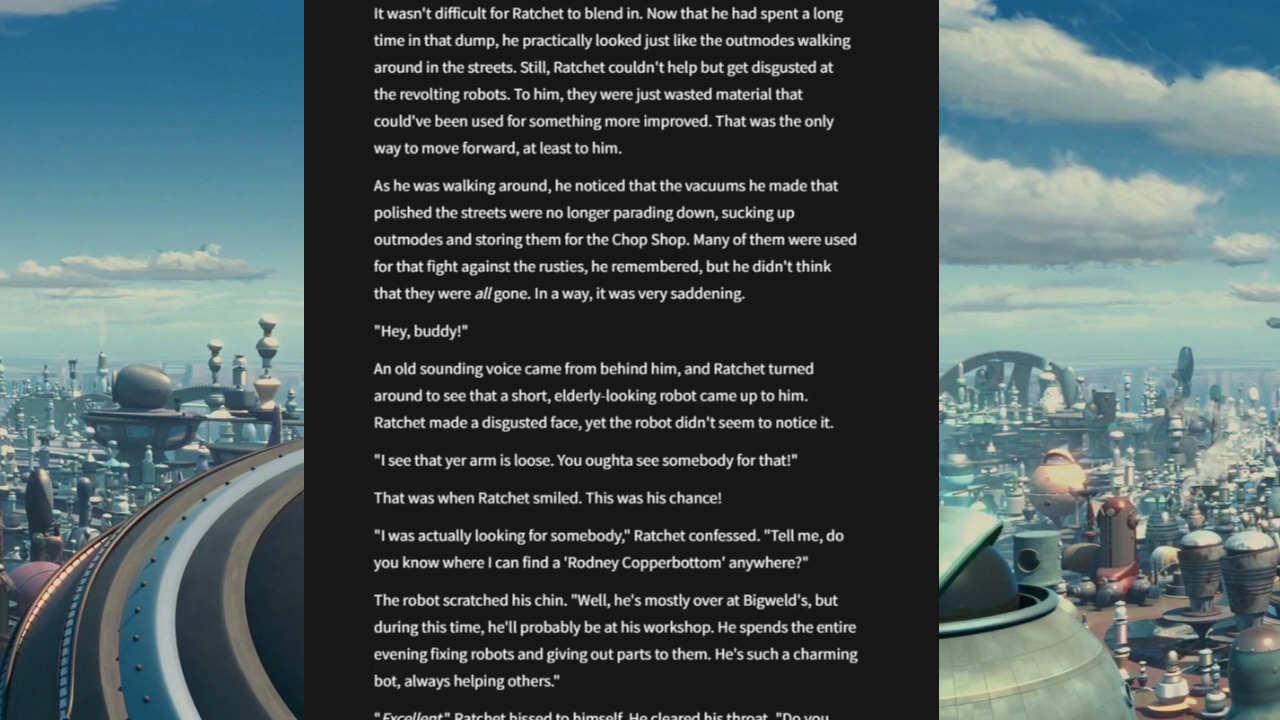 It wasn't difficult for Ratchet to blend in. Now that he had spent a long
time in that dump, he practically looked just like the outmodes walking
around in the streets. Still, Ratchet couldn't help but get disgusted at
the revolting robots. To him, they were just wasted material that
could've been used for something more improved. That was the only
way to move forward, at least to him.
As he was walking around, he noticed that the vacuums he made that
polished the streets were no longer parading down, sucking up
outmodes and storing them for the Chop Shop. Many of them were used
for that fight against the rusties, he remembered, but he didn't think
that they were all gone. In a way, it was very saddening.
"Hey, buddy!"
An old sounding voice came from behind him, and Ratchet turned
around to see that a short, elderly-looking robot came up to him.
Ratchet made a disgusted face, yet the robot didn't seem to notice it.
"I see that yer arm is loose. You oughta see somebody for that!"
That was when Ratchet smiled. This was his chance!
"I was actually looking for somebody," Ratchet confessed. "Tell me, do
you know where I can find a 'Rodney Copperbottom' anywhere?"
The robot scratched his chin. "Well, he's mostly over at Bigweld's, but
during this time, he'll probably be at his workshop. He spends the entire
evening fixing robots and giving out parts to them. He's such a charming
bot, always helping others."
"Excellent," Ratchet hissed to himself. He cleared his throat. "Do you